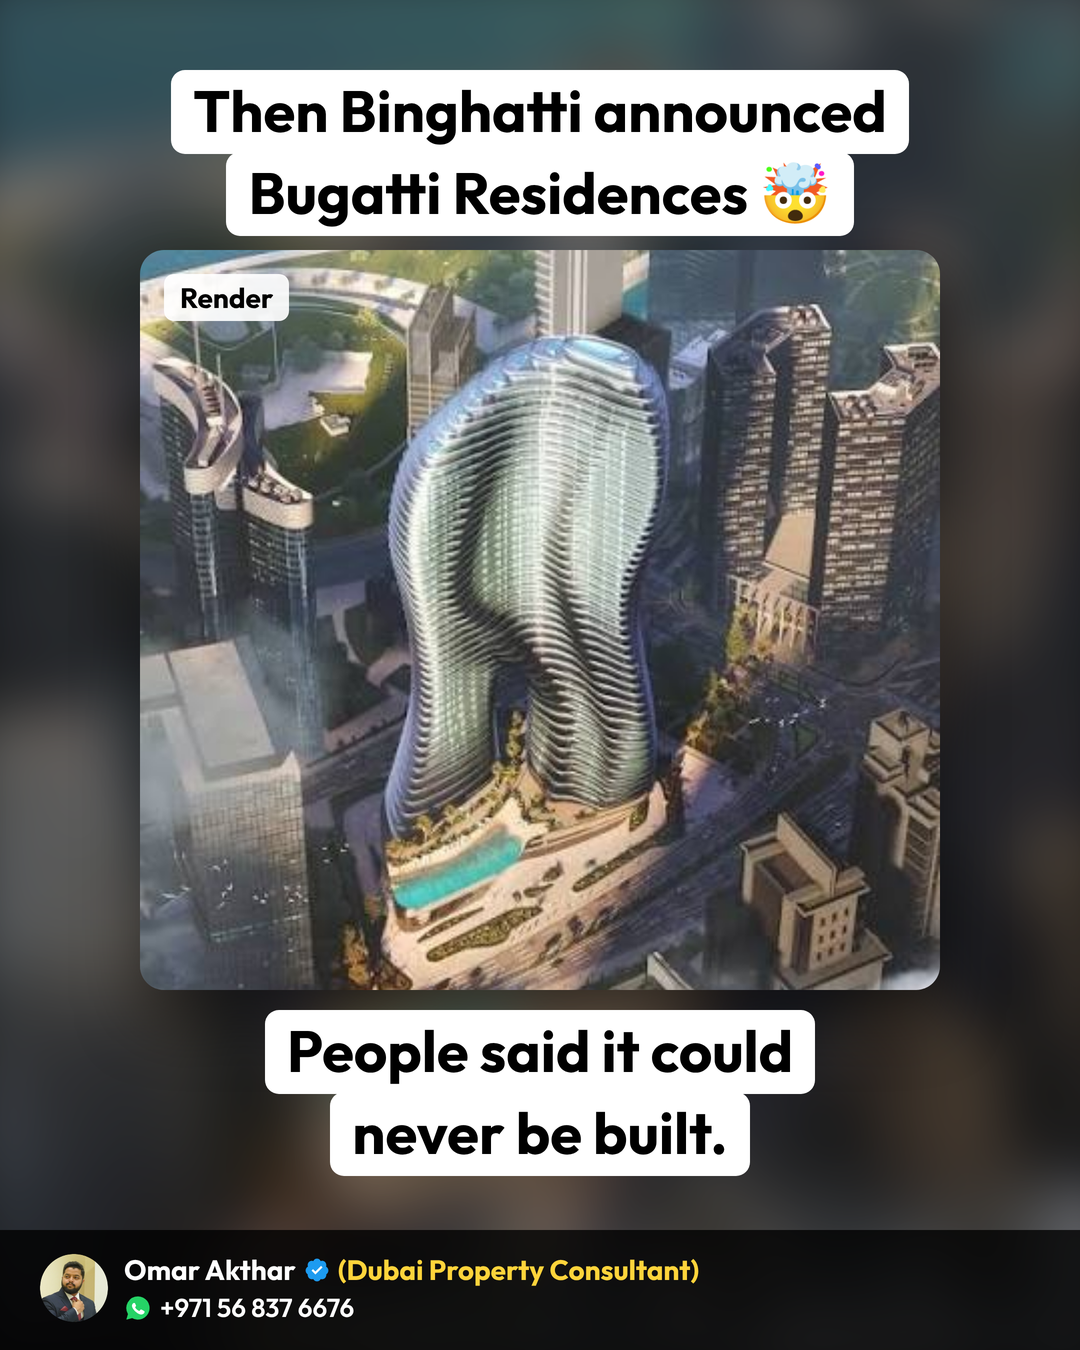 Then Binghatti announced
Bugatti Residences 🤯
Render
People said it could
never be built.
Omar Akthar (Dubai Property Consultant)
+971 56 837 6676